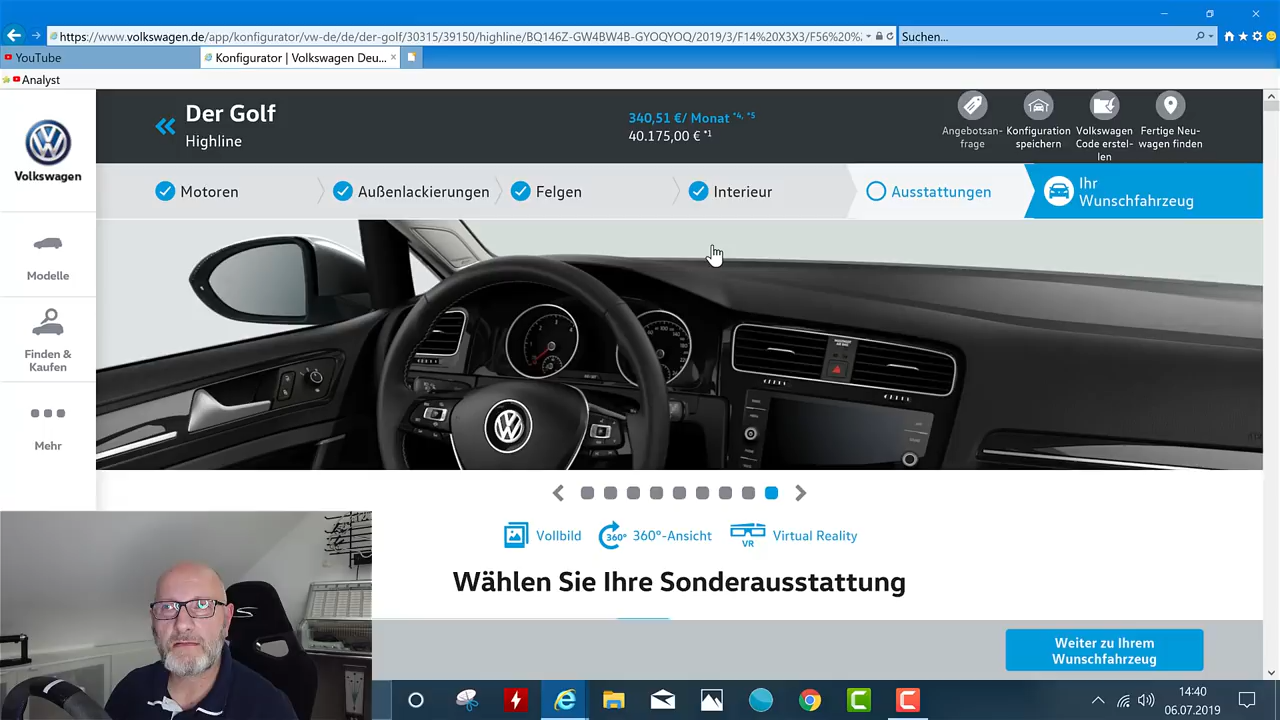 https://www.volkswagen.de/app/konfigurator/vw-de/de/der-golf/30315/39150/highline/BQ146Z-GW4BW4B-GYOQYOQ/2019/3/F14%20X3X3/F56%20%
Suchen...
YouTube
Konfigurator | Volkswagen Deu...
Analyst
Volkswagen
Der Golf
Highline
340,51 €/ Monat *4, *5
40.175,00 € *1
Angebotsan-
frage
Konfiguration
speichern
Volkswagen
Code erstel-
len
Fertige Neu-
wagen finden
Motoren
Außenlackierungen
Felgen
Interieur
Ausstattungen
Ihr
Wunschfahrzeug
Modelle
Finden &
Kaufen
Mehr
Vollbild
360°
360°-Ansicht
VR
Virtual Reality
Wählen Sie Ihre Sonderausstattung
Weiter zu Ihrem
Wunschfahrzeug
14:40
06.07.2019